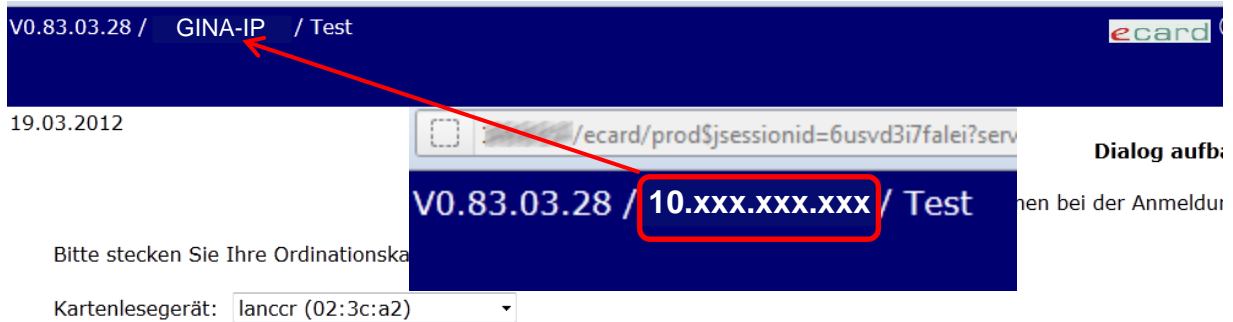 V0.83.03.28 / GINA-IP / Test
ecard
19.03.2012
/ecard/prod$jsessionid=6usvd3i7falei?serv
Dialog aufba
V0.83.03.28 / 10.xxx.xxx.xxx / Test
nen bei der Anmeldur
Bitte stecken Sie Ihre Ordinationska
Kartenlesegerät: lanccr (02:3c:a2)